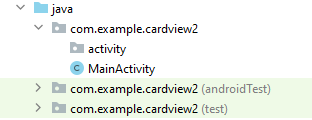 java
com.example.cardview2
activity
MainActivity
com.example.cardview2 (androidTest)
com.example.cardview2 (test)